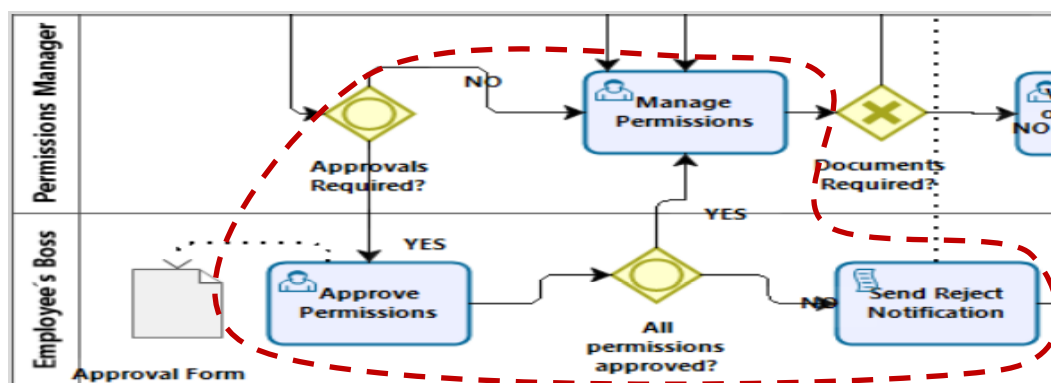 Permissions Manager
NO
Manage
Permissions
NO
Approvals
Required?
Documents
Required?
YES
Employee´s Boss
YES
Approve
Permissions
NO
Send Reject
Notification
All
permissions
approved?
Approval Form